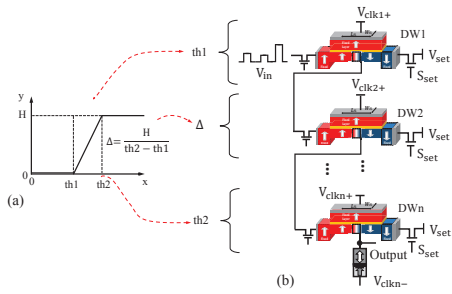 th1
V_in
V_clk1+
DW1
V_set
S_set
y
H
Δ= H / (th2 − th1)
0
0
th1
th2
x
(a)
Δ
V_clk2+
DW2
V_set
S_set
th2
V_clkn+
DWn
V_set
S_set
Output
V_clkn−
(b)